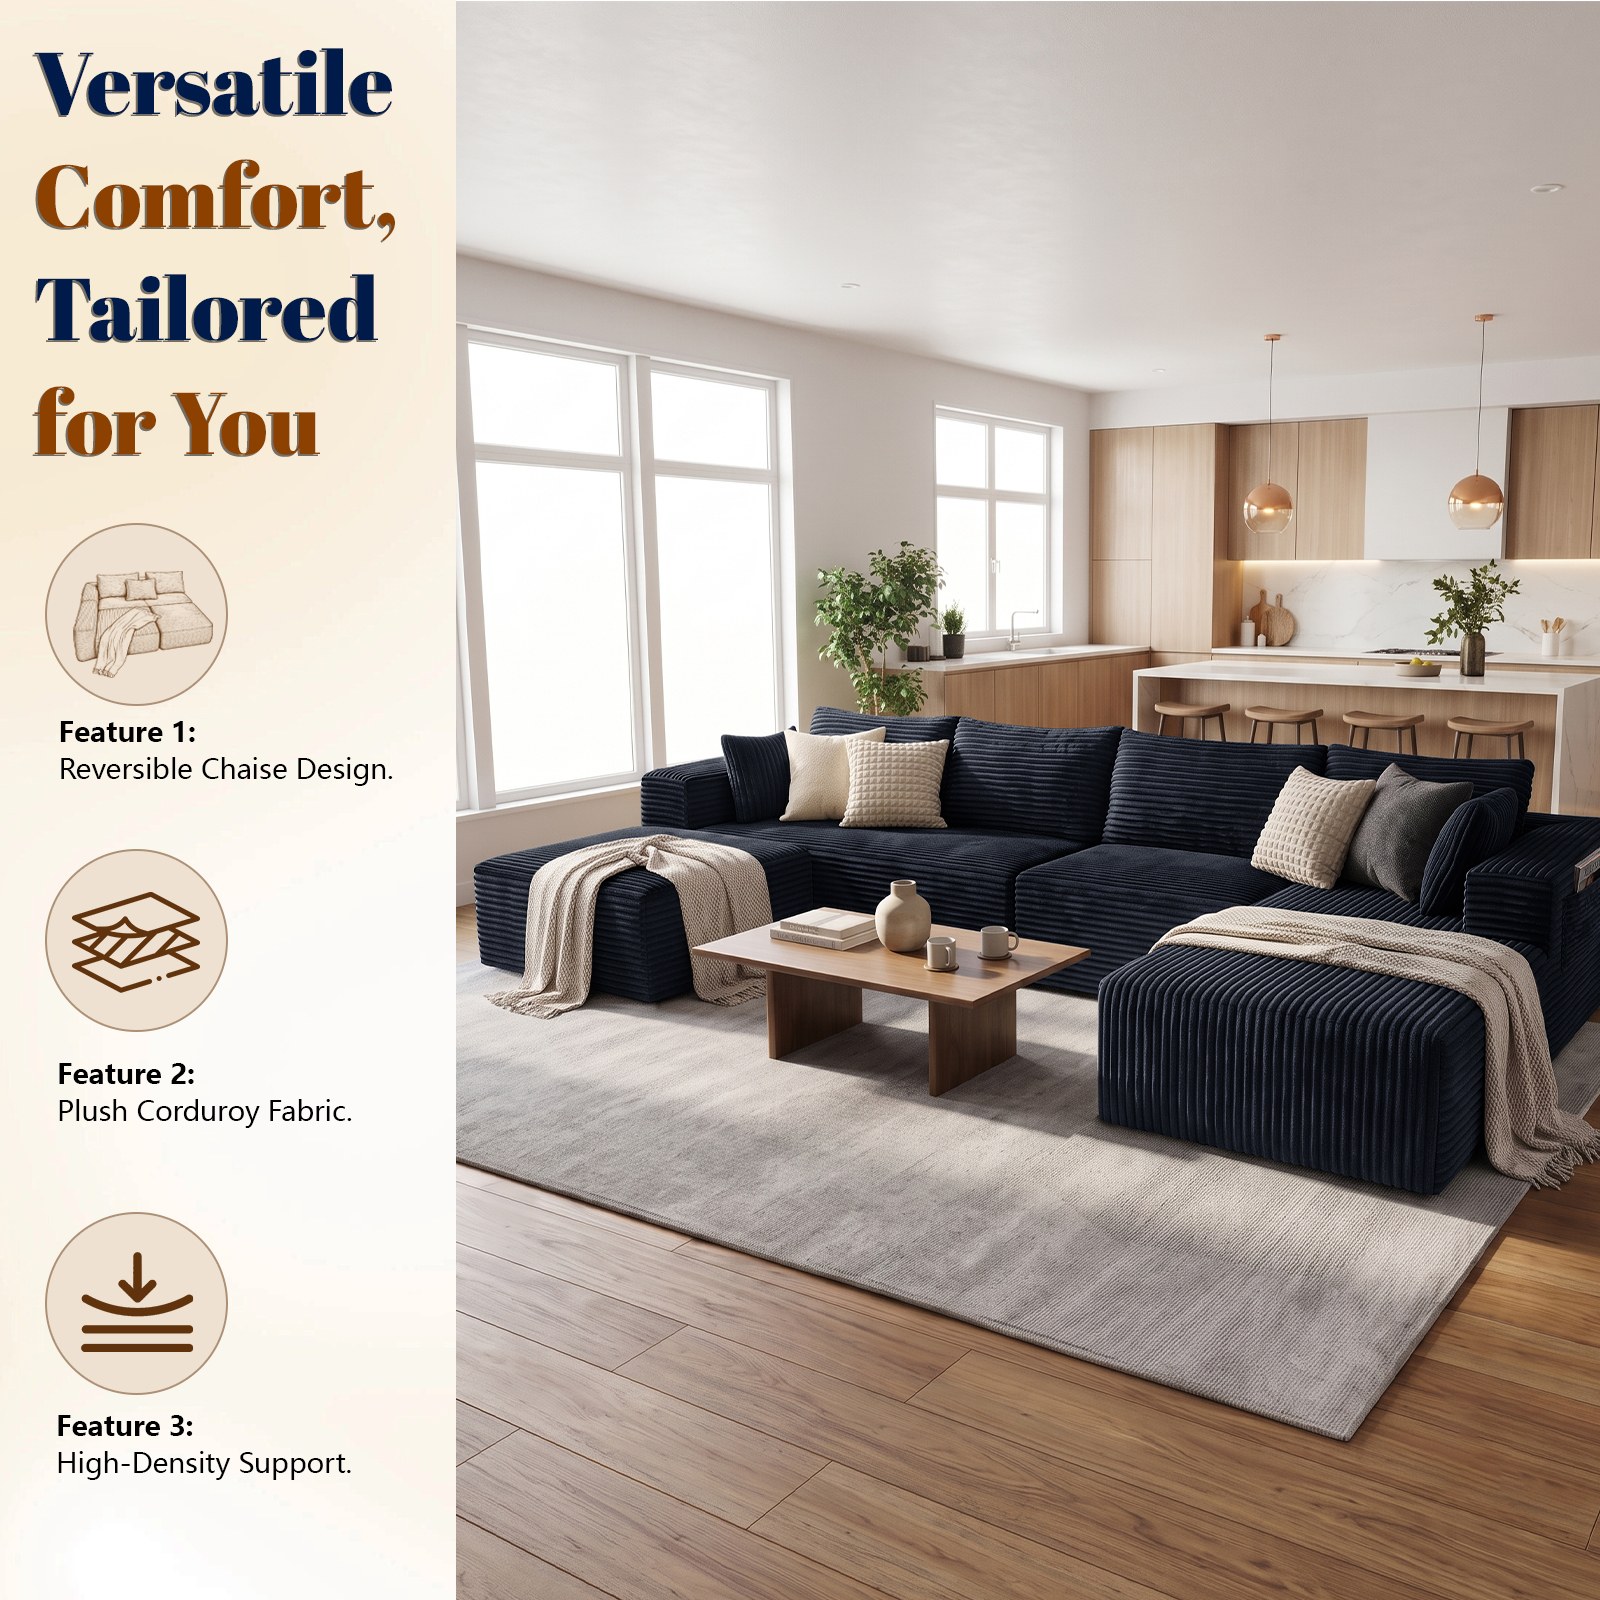 Versatile
Comfort,
Tailored
for You
Feature 1:
Reversible Chaise Design.
Feature 2:
Plush Corduroy Fabric.
Feature 3:
High-Density Support.